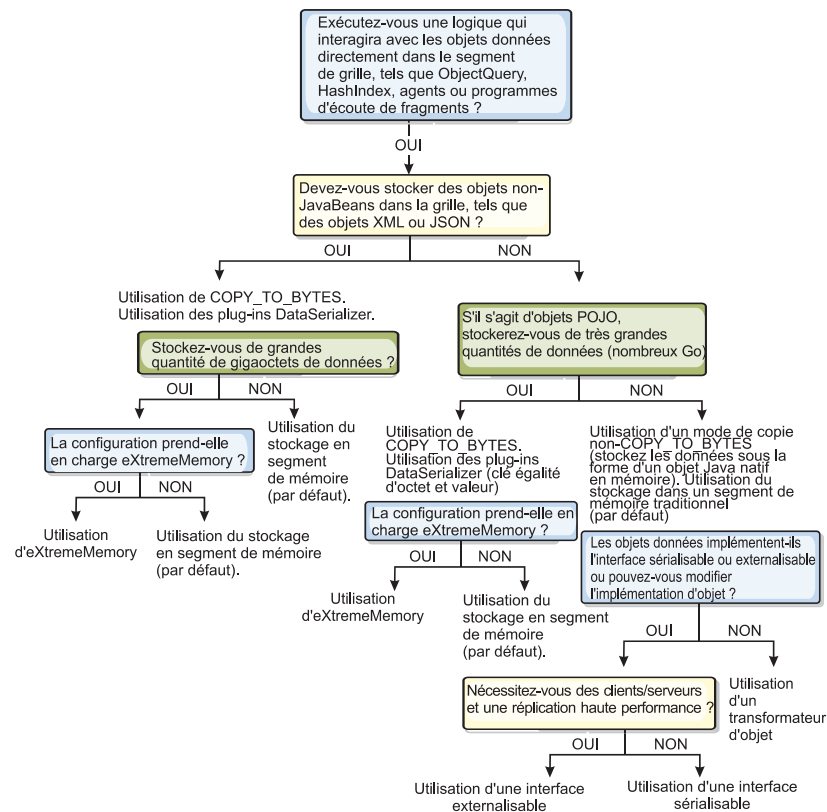 Exécutez-vous une logique qui
interagira avec les objets données
directement dans le segment
de grille, tels que ObjectQuery,
HashIndex, agents ou programmes
d'écoute de fragments ?
OUI
Devez-vous stocker des objets non-
JavaBeans dans la grille, tels que
des objets XML ou JSON ?
OUI
NON
Utilisation de COPY_TO_BYTES.
Utilisation des plug-ins DataSerializer.
Stockez-vous de grandes
quantité de gigaoctets de données ?
OUI
NON
La configuration prend-elle
en charge eXtremeMemory ?
Utilisation du
stockage en
segment
de mémoire
(par défaut).
OUI
NON
Utilisation
d'eXtremeMemory
Utilisation du stockage
en segment de mémoire
(par défaut).
S'il s'agit d'objets POJO,
stockerez-vous de très grandes
quantités de données (nombreux Go)
OUI
NON
Utilisation de
COPY_TO_BYTES.
Utilisation des plug-ins
DataSerializer (clé égalité
d'octet et valeur)
La configuration prend-elle en
charge eXtremeMemory ?
OUI
NON
Utilisation
d'eXtremeMemory
Utilisation du
stockage en segment
de mémoire
(par défaut).
Utilisation d'un mode de copie
non-COPY_TO_BYTES
(stockez les données sous la
forme d'un objet Java natif
en mémoire). Utilisation du
stockage dans un segment de
mémoire traditionnel
(par défaut)
Les objets données implémentent-ils
l'interface sérialisable ou externalisable
ou pouvez-vous modifier
l'implémentation d'objet ?
OUI
NON
Nécessitez-vous des clients/serveurs
et une réplication haute performance ?
Utilisation
d'un
transformateur
d'objet
OUI
NON
Utilisation d'une interface
externalisable
Utilisation d'une interface
sérialisable